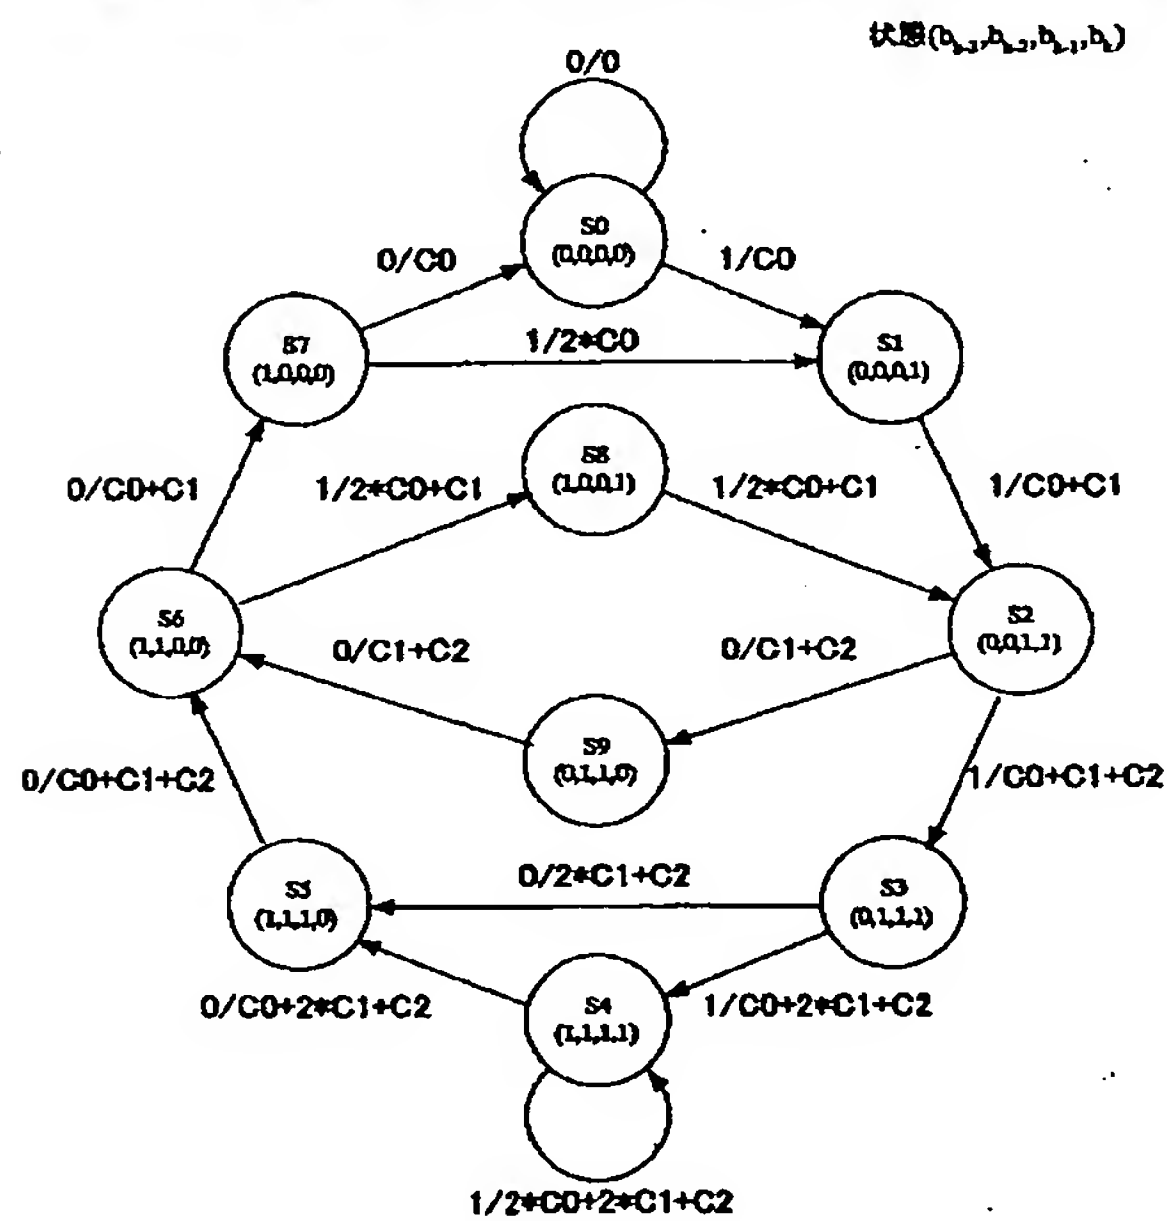 状態(b_{k-3},b_{k-2},b_{k-1},b_k)
0/0
S0
(0,0,0,0)
0/C0
1/C0
S7
(1,0,0,0)
1/2*C0
S1
(0,0,0,1)
S8
(1,0,0,1)
0/C0+C1
1/2*C0+C1
1/2*C0+C1
1/C0+C1
S6
(1,1,0,0)
S2
(0,0,1,1)
0/C1+C2
0/C1+C2
S9
(0,1,1,0)
0/C0+C1+C2
1/C0+C1+C2
S5
(1,1,1,0)
0/2*C1+C2
S3
(0,1,1,1)
0/C0+2*C1+C2
S4
(1,1,1,1)
1/C0+2*C1+C2
1/2*C0+2*C1+C2